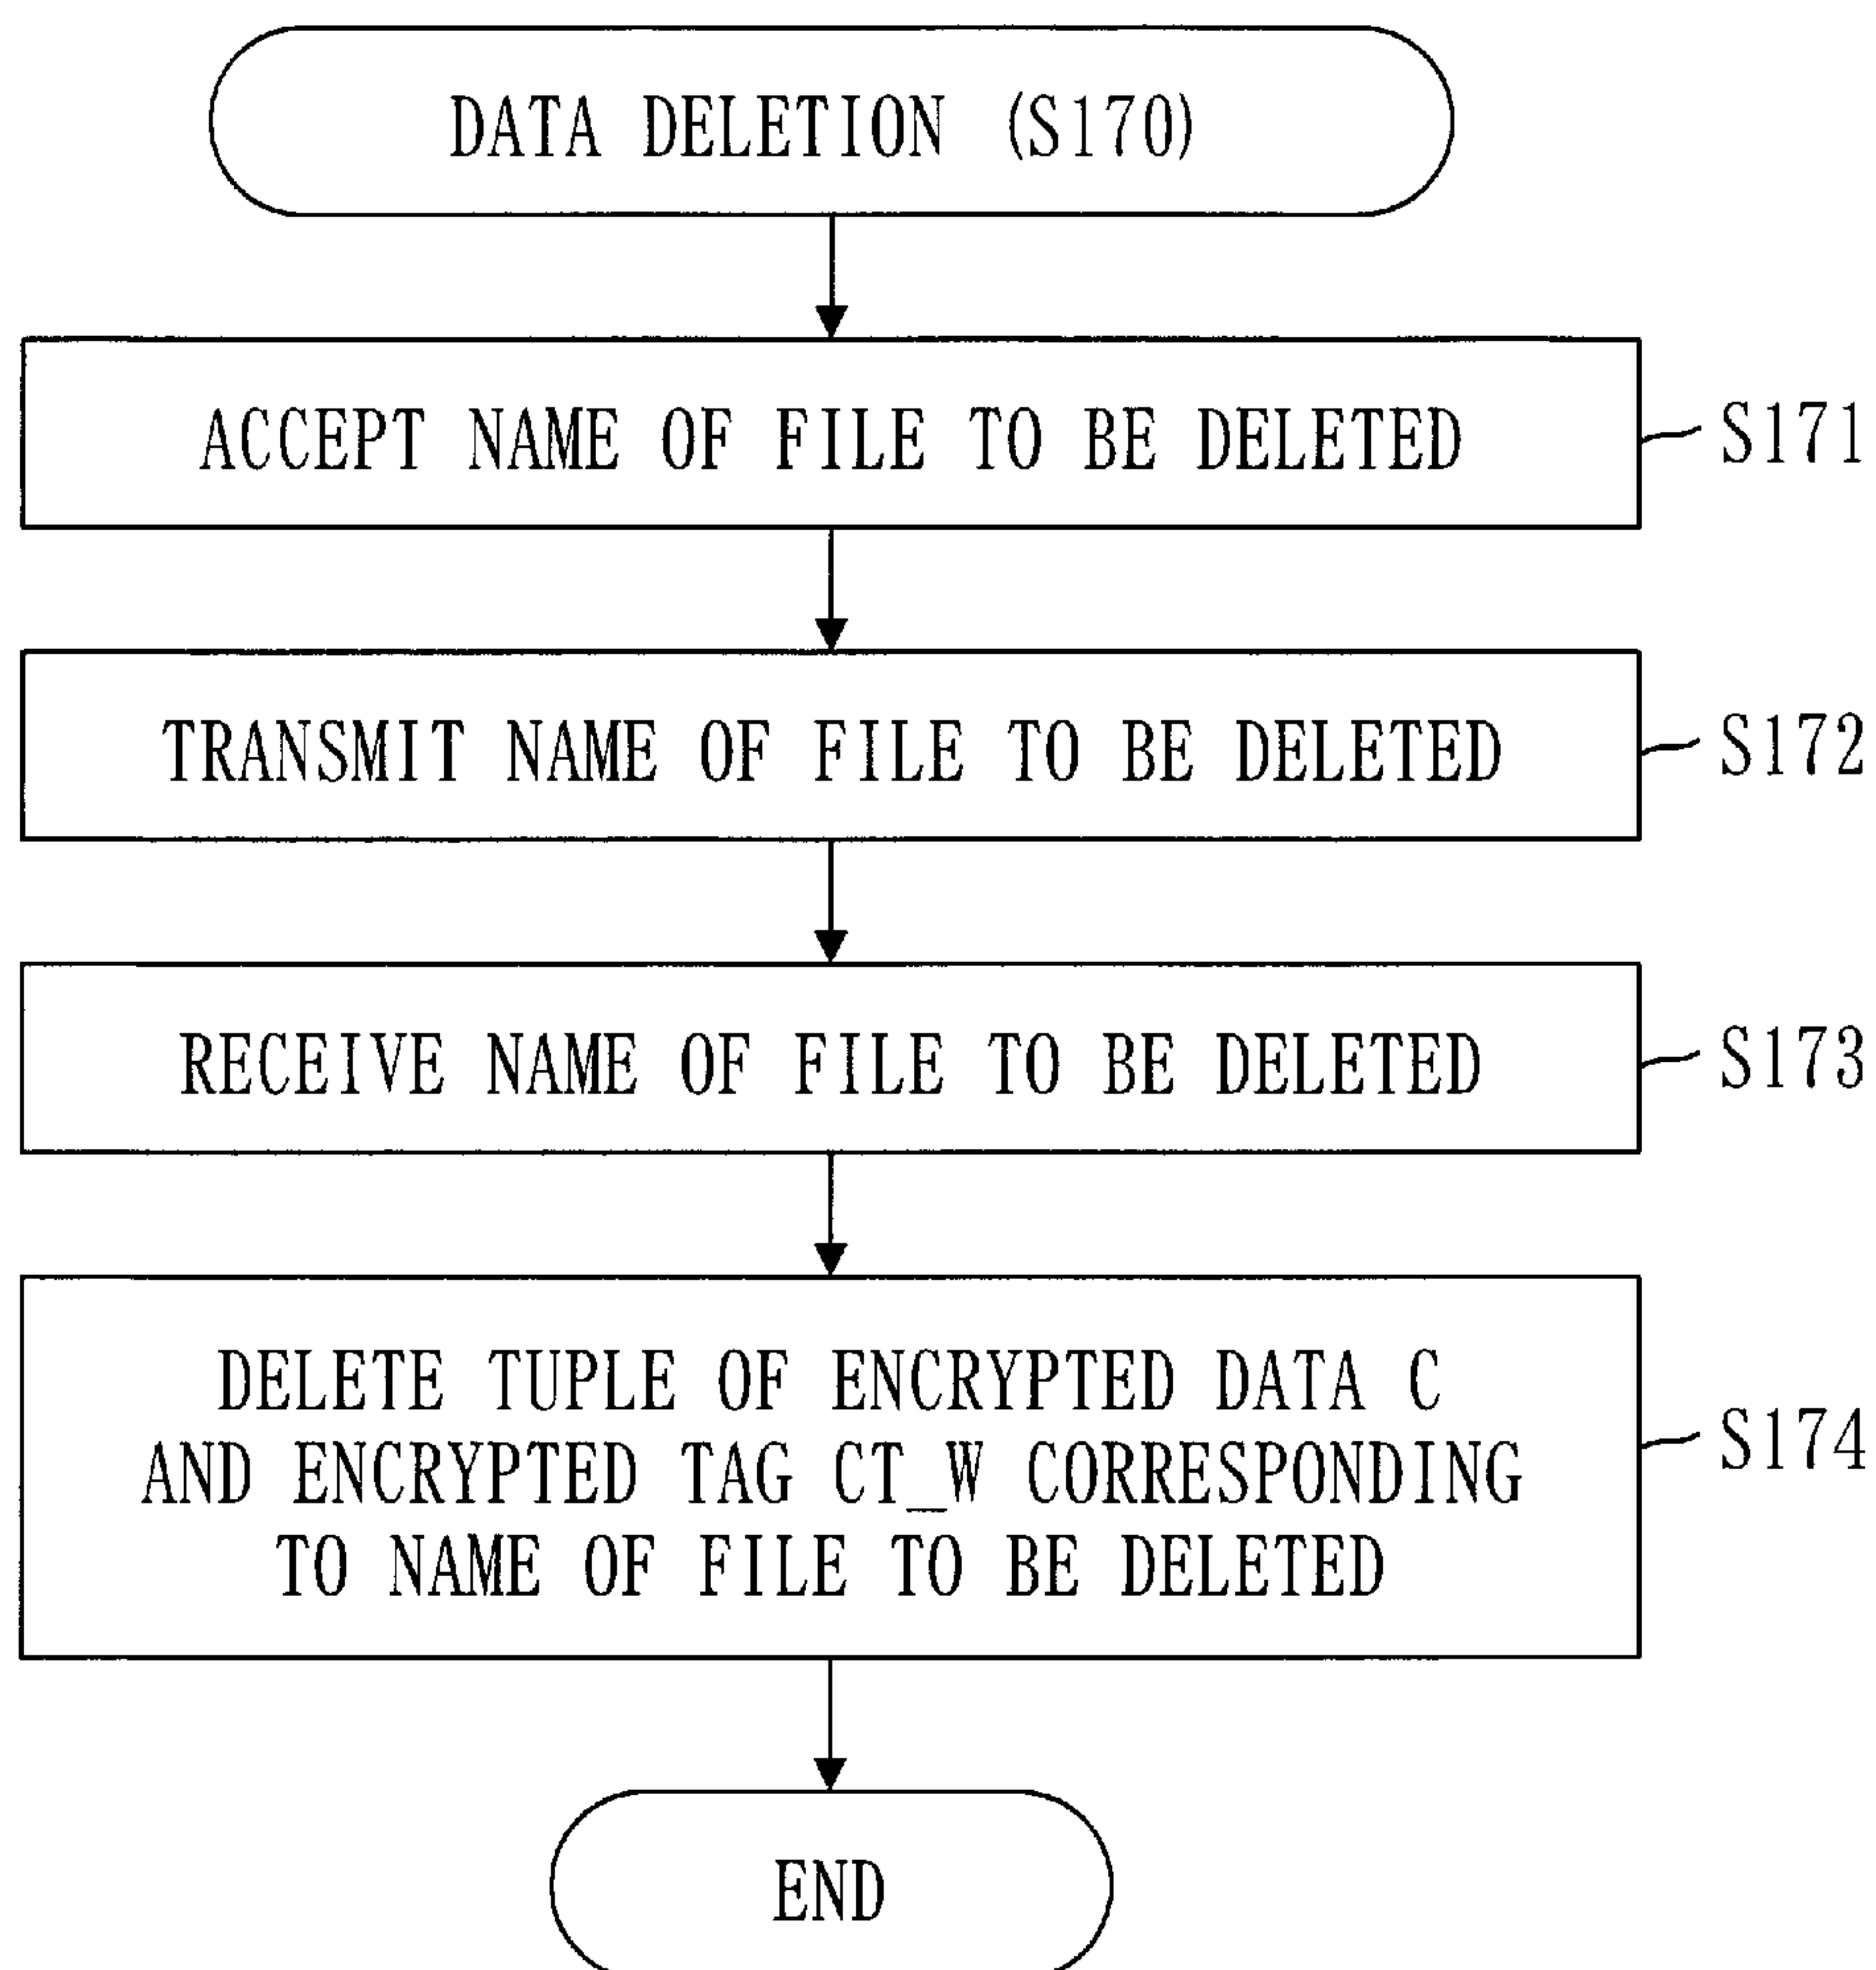 DATA DELETION (S170)
ACCEPT NAME OF FILE TO BE DELETED
S171
TRANSMIT NAME OF FILE TO BE DELETED
S172
RECEIVE NAME OF FILE TO BE DELETED
S173
DELETE TUPLE OF ENCRYPTED DATA C
AND ENCRYPTED TAG CT_W CORRESPONDING
TO NAME OF FILE TO BE DELETED
S174
END